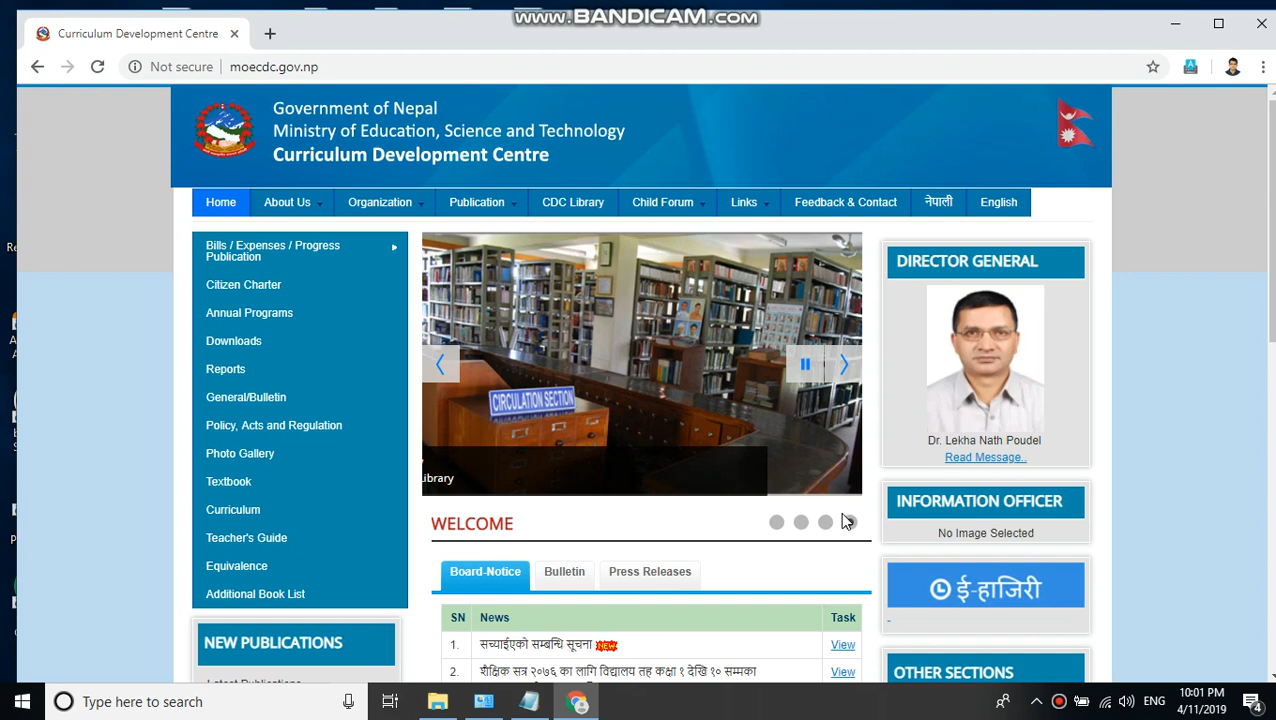 www.BANDICAM.com
Curriculum Development Centre
Not secure
moecdc.gov.np
Government of Nepal
Ministry of Education, Science and Technology
Curriculum Development Centre
Home
About Us
Organization
Publication
CDC Library
Child Forum
Links
Feedback & Contact
नेपाली
English
Bills / Expenses / Progress
Publication
Citizen Charter
Annual Programs
Downloads
Reports
General/Bulletin
Policy, Acts and Regulation
Photo Gallery
Textbook
Curriculum
Teacher's Guide
Equivalence
Additional Book List
NEW PUBLICATIONS
CIRCULATION SECTION
Library
WELCOME
Board-Notice
Bulletin
Press Releases
SN News Task
1. सच्याईएको सम्बन्धि सूचना NEW View
2. शैक्षिक सत्र २०७६ का लागि विद्यालय तह कक्षा १ देखि १० सम्मका View
DIRECTOR GENERAL
Dr. Lekha Nath Poudel
Read Message..
INFORMATION OFFICER
No Image Selected
ई-हाजिरी
-
OTHER SECTIONS
Type here to search
ENG
10:01 PM
4/11/2019
4